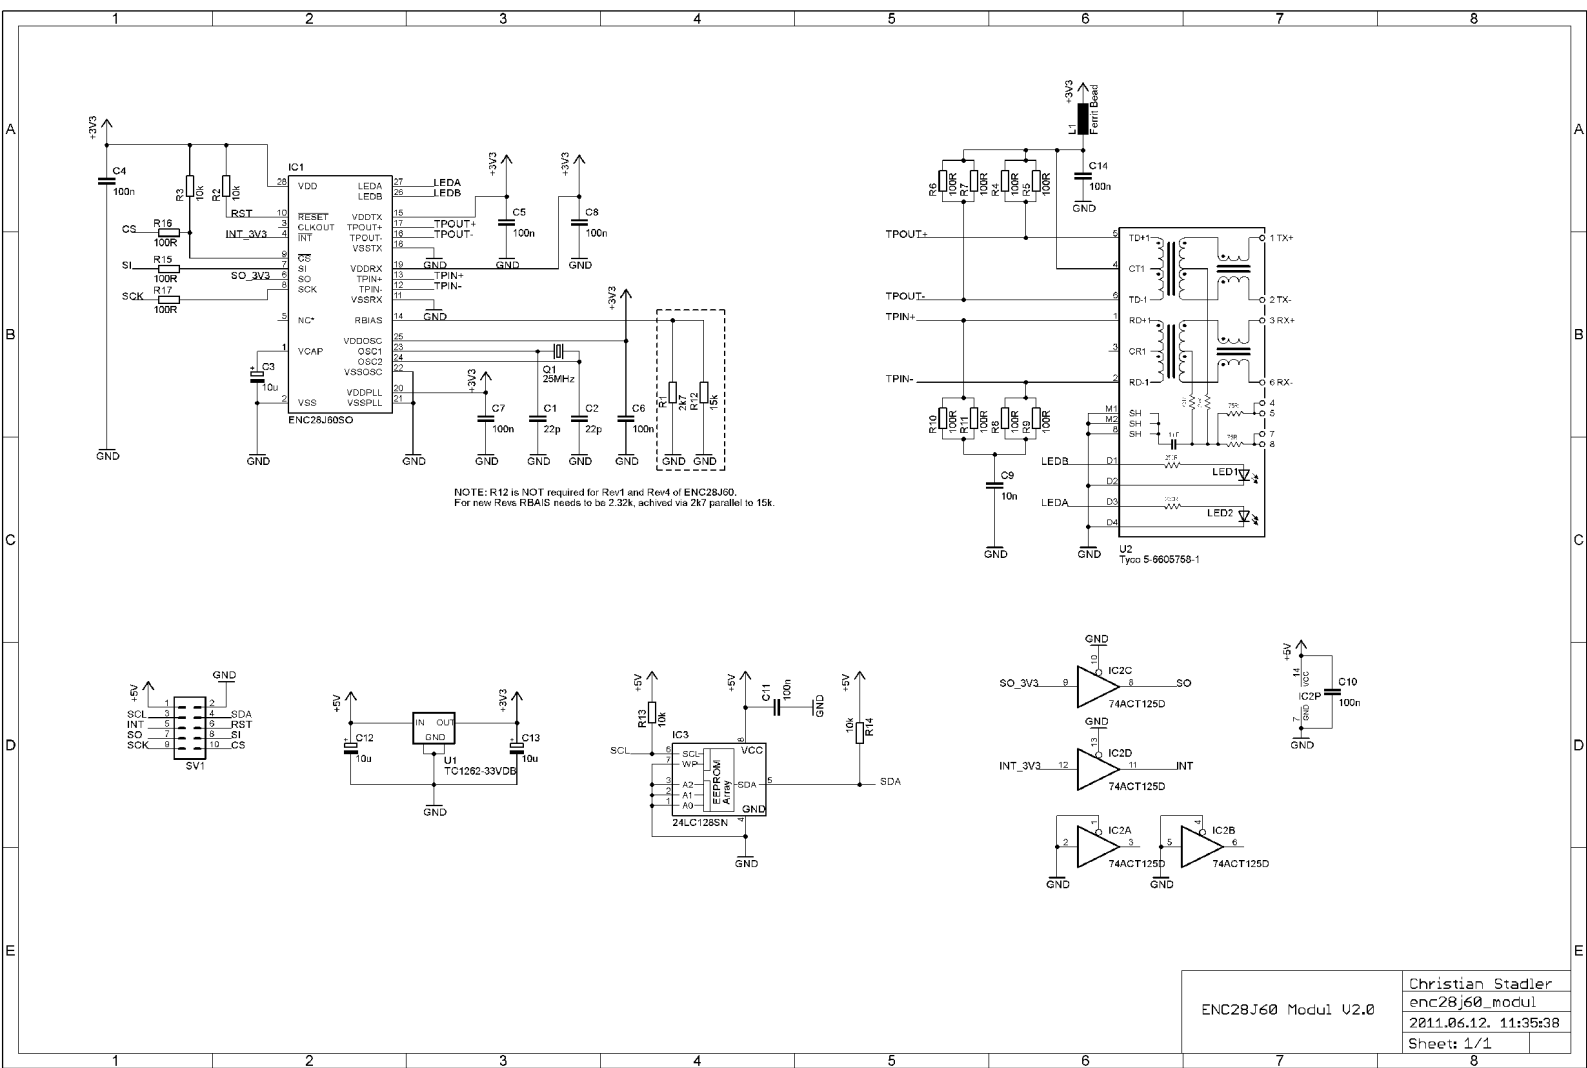 1 2 3 4 5 6 7 8
A A
B B
C C
D D
E E
+3V3
C4
100n
GND
R3
10k
R2
10k
RST
INT_3V3
CS
R16
100R
SI
R15
100R
SO_3V3
SCK
R17
100R
C3
10u
GND
IC1
28 VDD LEDA 27 LEDA
LEDB 26 LEDB
10 RESET VDDTX 15
3 CLKOUT TPOUT+ 17 TPOUT+
4 INT TPOUT- 16 TPOUT-
VSSTX 18
9 CS VDDRX 19
7 SI TPIN+ 13 TPIN+
6 SO TPIN- 12 TPIN-
8 SCK VSSRX 11
5 NC* RBIAS 14
VDDOSC 25
1 VCAP OSC1 23
OSC2 24
VSSOSC 22
VDDPLL 20
2 VSS VSSPLL 21
ENC28J60SO
GND
+3V3
C5
100n
GND
GND
GND
+3V3
C8
100n
GND
Q1
25MHz
+3V3
C7
100n
GND
C1
22p
GND
C2
22p
GND
+3V3
C6
100n
GND
R1
2k7
GND
R12
15k
GND
NOTE: R12 is NOT required for Rev1 and Rev4 of ENC28J60.
For new Revs RBAIS needs to be 2.32k, achived via 2k7 parallel to 15k.
+3V3
L1
Ferrit Bead
C14
100n
GND
R6
100R
R7
100R
R4
100R
R5
100R
TPOUT+
TPOUT-
TPIN+
TPIN-
R10
100R
R11
100R
R8
100R
R9
100R
C9
10n
GND
5 TD+1 1 TX+
4 CT1
6 TD-1 2 TX-
1 RD+1 3 RX+
3 CR1
2 RD-1 6 RX-
M1 SH 4
M2 SH 5
8 SH 7
8
75R
75R
LEDB D1 LED1
D2
LEDA D3 LED2
D4
GND
U2
Tyco 5-6605758-1
+5V
GND
1 2
SCL 3 4 SDA
INT 5 6 RST
SO 7 8 SI
SCK 9 10 CS
SV1
+5V
C12
10u
IN OUT
GND
U1
TC1262-33VDB
+3V3
C13
10u
GND
+5V
R13
10k
SCL
IC3
6 SCL
7 WP
3 A2
2 A1
1 A0
EEPROM
Array
8
VCC
SDA 5
GND
4
24LC128SN
GND
+5V
C11
100n
GND
+5V
10k
R14
SDA
GND
10
IC2C
SO_3V3 9 8 SO
74ACT125D
GND
13
IC2D
INT_3V3 12 11 INT
74ACT125D
1
IC2A
2 3
74ACT125D
GND
4
IC2B
5 6
74ACT125D
GND
+5V
14
VCC
IC2P
GND
7
C10
100n
GND
ENC28J60 Modul V2.0
Christian Stadler
enc28j60_modul
2011.06.12. 11:35:38
Sheet: 1/1
1 2 3 4 5 6 7 8